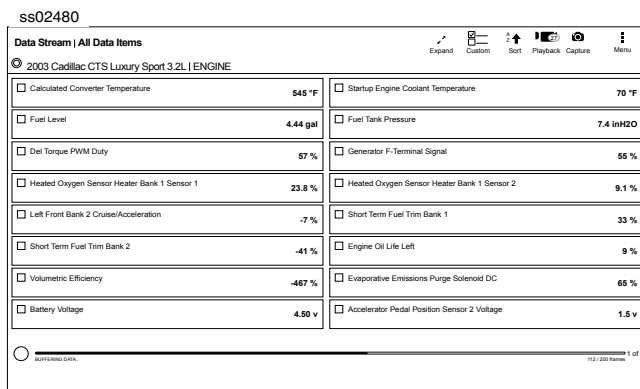 ss02480
Data Stream | All Data Items
Expand Custom Sort Playback Capture Menu
2003 Cadillac CTS Luxury Sport 3.2L | ENGINE
Calculated Converter Temperature 545 °F
Startup Engine Coolant Temperature 70 °F
Fuel Level 4.44 gal
Fuel Tank Pressure 7.4 inH2O
Del Torque PWM Duty 57 %
Generator F-Terminal Signal 55 %
Heated Oxygen Sensor Heater Bank 1 Sensor 1 23.8 %
Heated Oxygen Sensor Heater Bank 1 Sensor 2 9.1 %
Left Front Bank 2 Cruise/Acceleration -7 %
Short Term Fuel Trim Bank 1 33 %
Short Term Fuel Trim Bank 2 -41 %
Engine Oil Life Left 9 %
Volumetric Efficiency -467 %
Evaporative Emissions Purge Solenoid DC 65 %
Battery Voltage 4.50 v
Accelerator Pedal Position Sensor 2 Voltage 1.5 v
1 of
BUFFERING DATA.. 112 / 200 frames